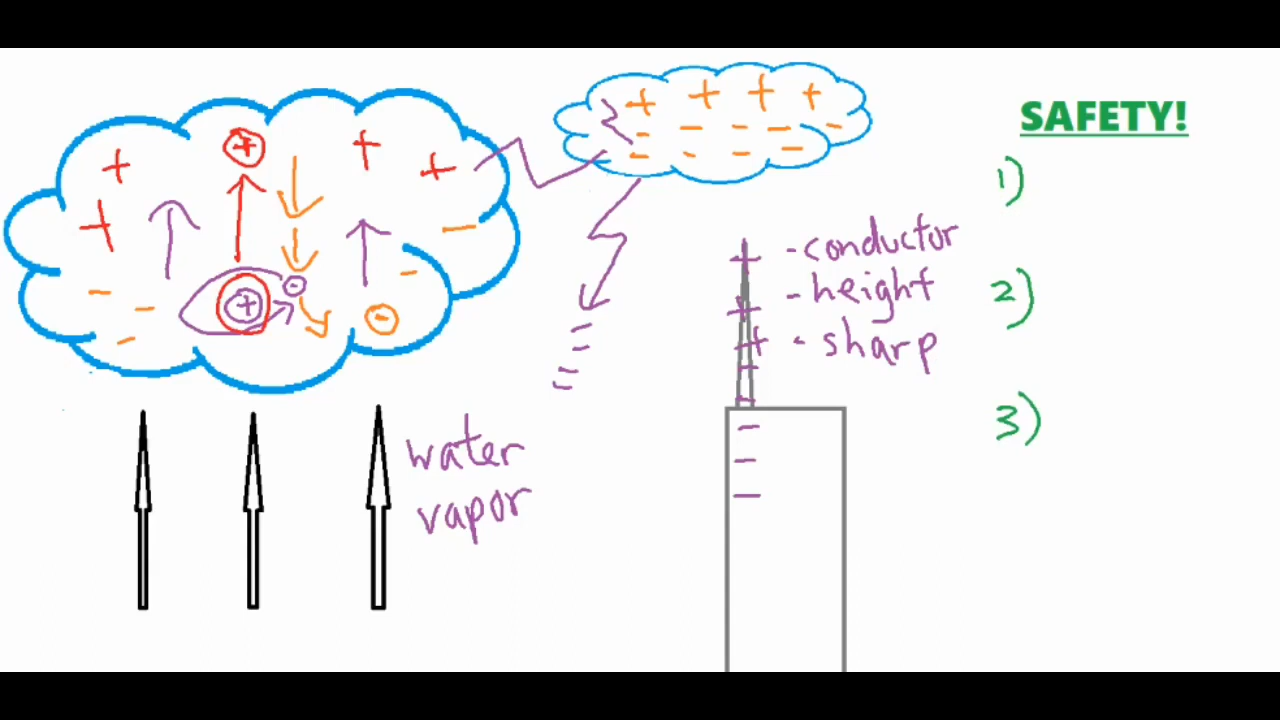 SAFETY!
1)
- conductor
- height
2)
- sharp
3)
water
vapor